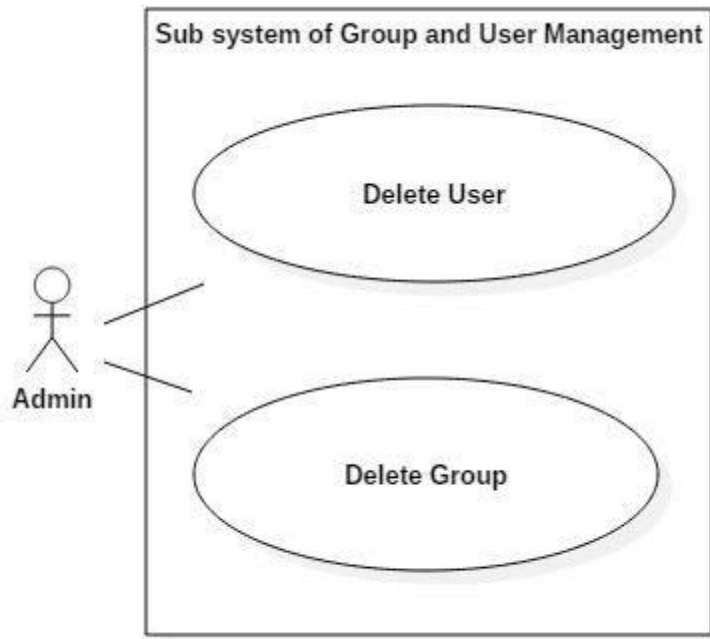 Sub system of Group and User Management
Delete User
Admin
Delete Group